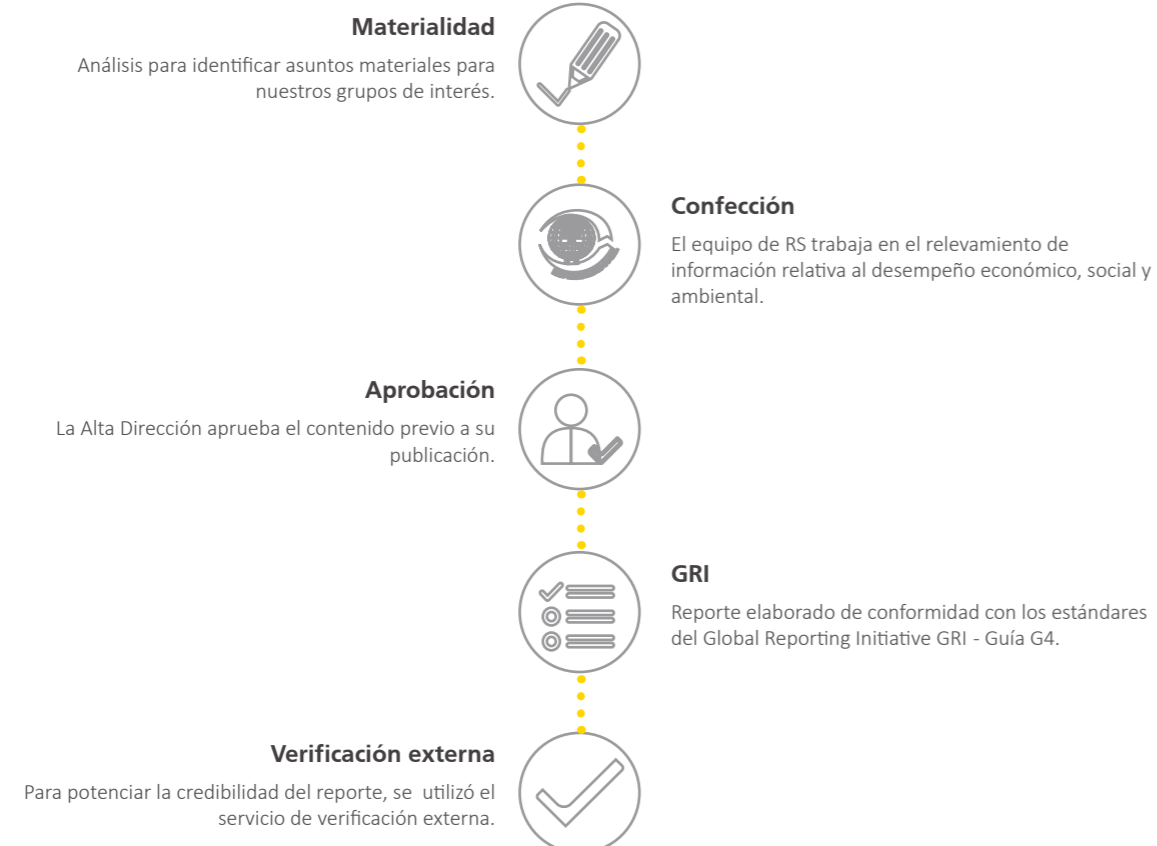 Materialidad
Análisis para identificar asuntos materiales para
nuestros grupos de interés.
Confección
El equipo de RS trabaja en el relevamiento de
información relativa al desempeño económico, social y
ambiental.
Aprobación
La Alta Dirección aprueba el contenido previo a su
publicación.
GRI
Reporte elaborado de conformidad con los estándares
del Global Reporting Initiative GRI - Guía G4.
Verificación externa
Para potenciar la credibilidad del reporte, se utilizó el
servicio de verificación externa.